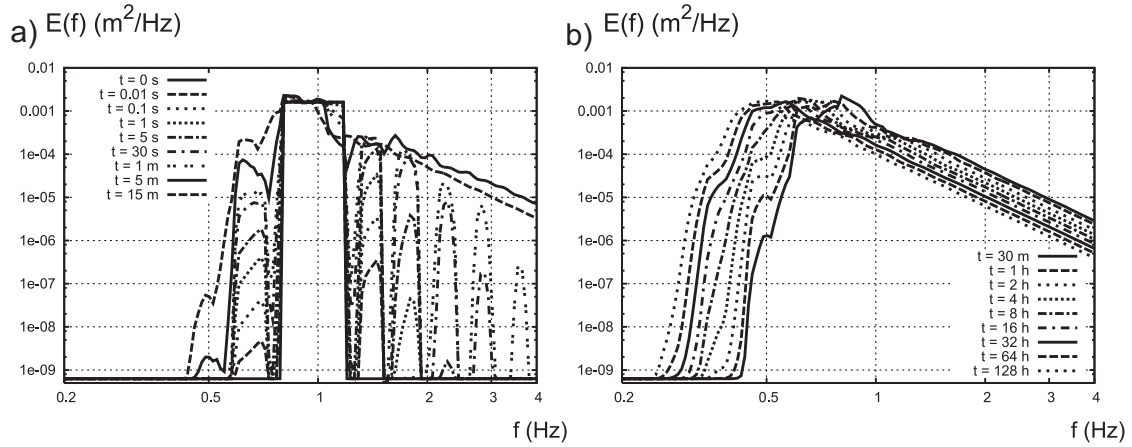 a) E(f) (m²/Hz)
0.01
0.001
1e-04
1e-05
1e-06
1e-07
1e-08
1e-09
t = 0 s
t = 0.01 s
t = 0.1 s
t = 1 s
t = 5 s
t = 30 s
t = 1 m
t = 5 m
t = 15 m
0.2 0.5 1 2 3 4
f (Hz)
b) E(f) (m²/Hz)
0.01
0.001
1e-04
1e-05
1e-06
1e-07
1e-08
1e-09
t = 30 m
t = 1 h
t = 2 h
t = 4 h
t = 8 h
t = 16 h
t = 32 h
t = 64 h
t = 128 h
0.2 0.5 1 2 3 4
f (Hz)